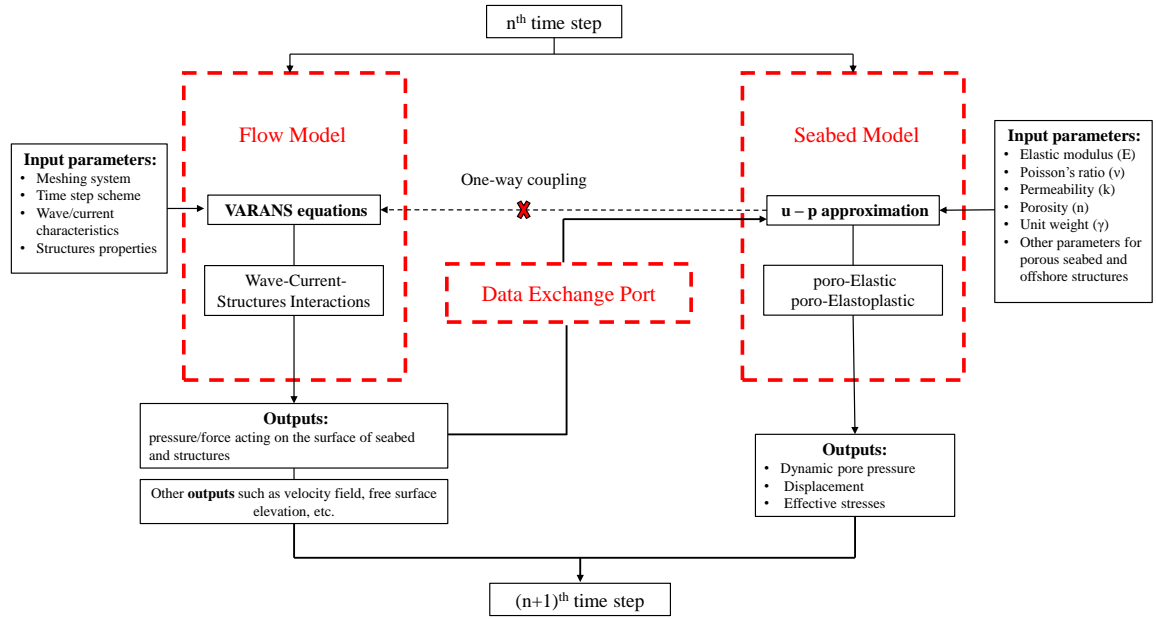 nth time step
Flow Model
Seabed Model
Input parameters:
• Meshing system
• Time step scheme
• Wave/current
characteristics
• Structures properties
VARANS equations
Wave-Current-
Structures Interactions
One-way coupling
Data Exchange Port
u – p approximation
poro-Elastic
poro-Elastoplastic
Input parameters:
• Elastic modulus (E)
• Poisson's ratio (ν)
• Permeability (k)
• Porosity (n)
• Unit weight (γ)
• Other parameters for
porous seabed and
offshore structures
Outputs:
pressure/force acting on the surface of seabed
and structures
Other outputs such as velocity field, free surface
elevation, etc.
Outputs:
• Dynamic pore pressure
• Displacement
• Effective stresses
(n+1)th time step